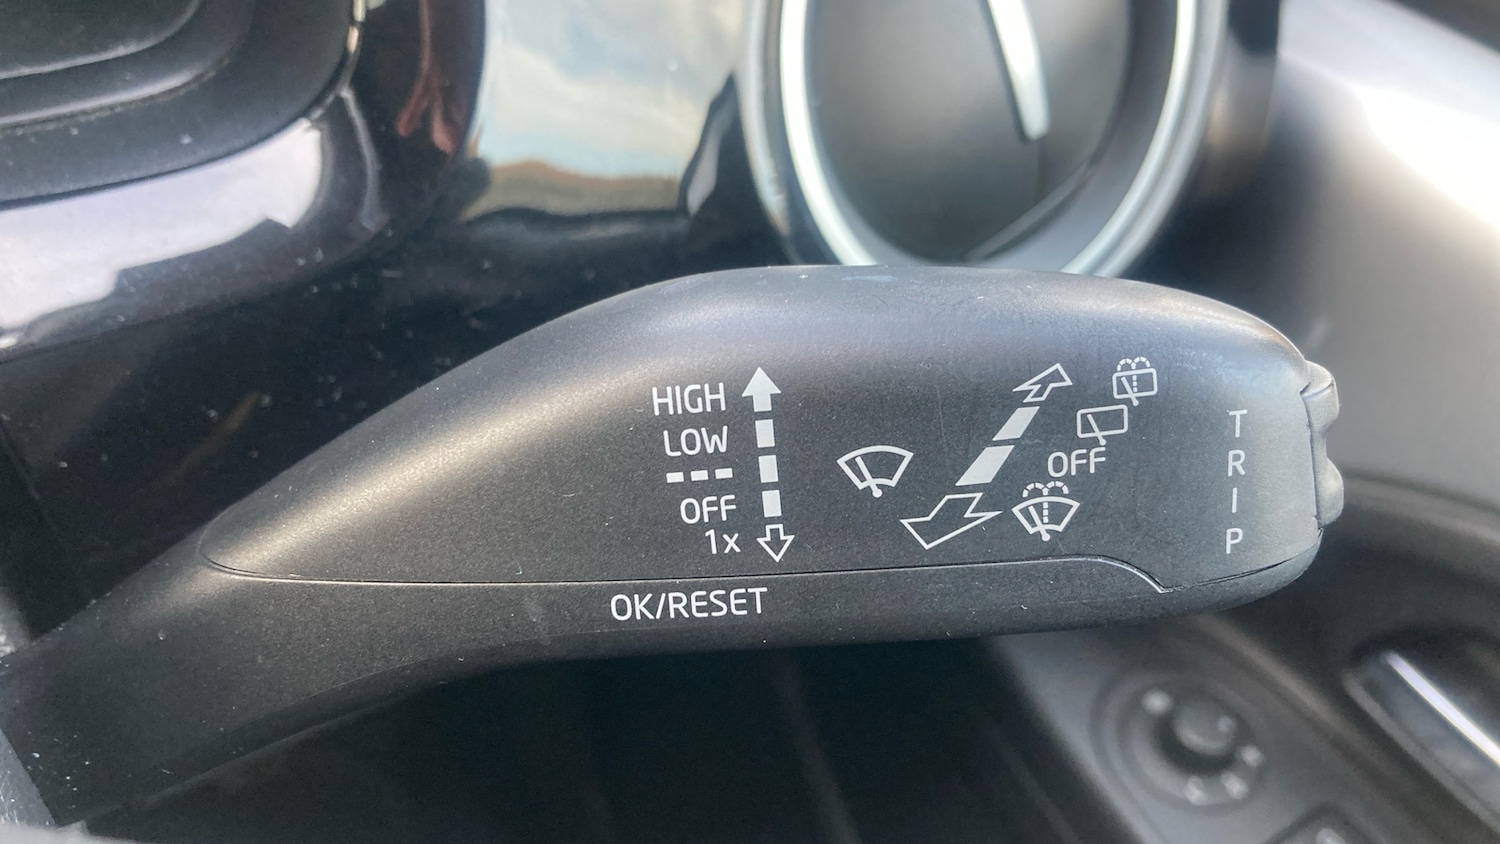 HIGH
LOW
---
OFF
1x
OFF
TRIP
OK/RESET